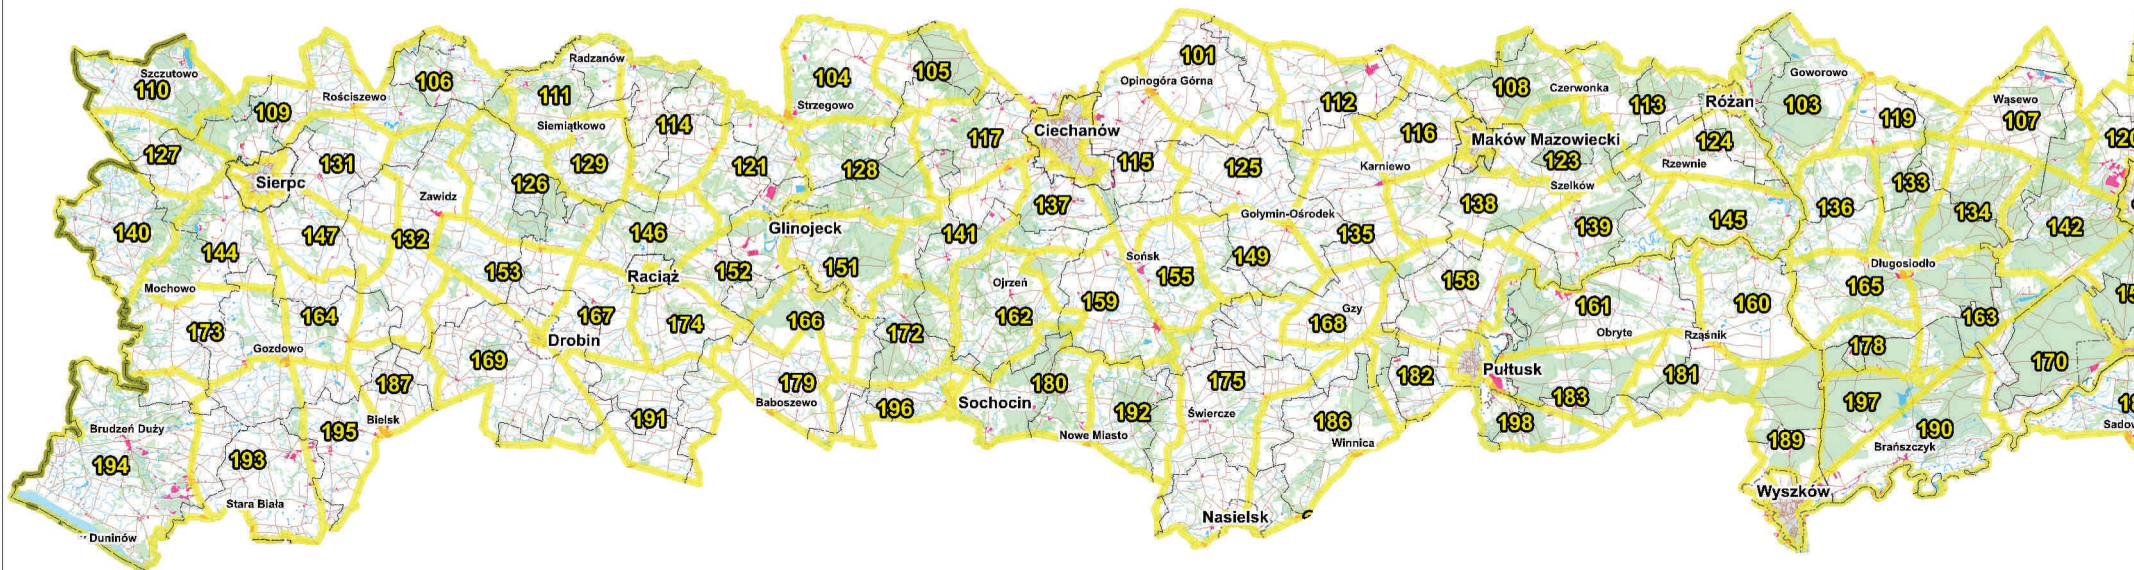 101
Radzanów
104
105
Opinogóra Górna
Szczutowo
110
106
Goworowo
Rościszewo
111
108
Czerwonka
113
Różan
103
109
Strzegowo
112
Wąsewo
107
119
Siemiątkowo
114
117
Ciechanów
116
Maków Mazowiecki
124
127
131
129
121
128
115
125
Karniewo
123
Rzewnie
Sierpc
126
Zawidz
Szelków
133
137
138
136
134
140
147
132
146
Glinojeck
141
Gołymin-Ośrodek
135
139
145
142
144
153
Raciąż
152
151
Sońsk
155
149
158
Długosiodło
165
Mochowo
Ojrzeń
159
161
160
173
164
167
174
166
172
162
168
Gzy
Obryte
Rząśnik
163
Gozdowo
169
Drobin
178
170
187
179
Baboszewo
180
175
182
Pułtusk
183
181
195
Bielsk
191
196
Sochocin
192
Świercze
186
198
197
Brudzeń Duży
Nowe Miasto
Winnica
189
190
Brańszczyk
194
193
Stara Biała
Wyszków
Nasielsk
Duninów